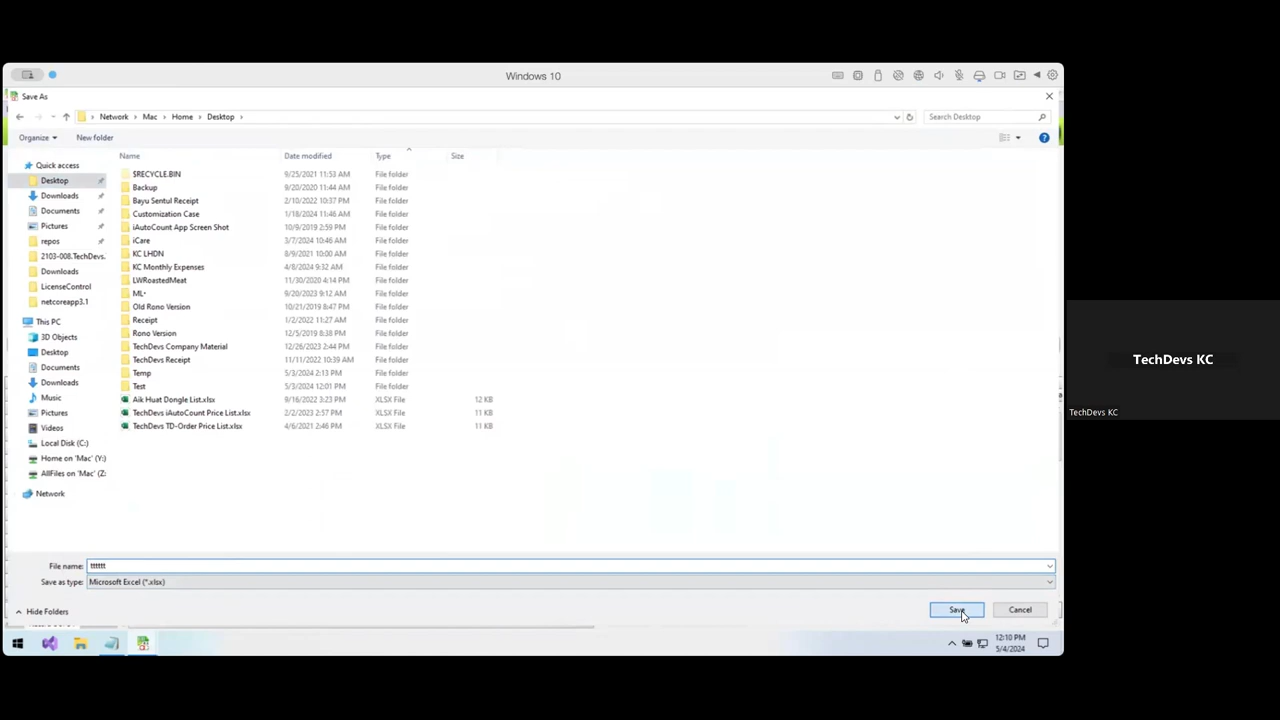 Windows 10
Save As
Network › Mac › Home › Desktop ›
Search Desktop
Organize
New folder
Name
Date modified
Type
Size
Quick access
Desktop
Downloads
Documents
Pictures
repos
2103-008.TechDevs.
Downloads
LicenseControl
netcoreapp3.1
This PC
3D Objects
Desktop
Documents
Downloads
Music
Pictures
Videos
Local Disk (C:)
Home on 'Mac' (Y:)
AllFiles on 'Mac' (Z:
Network
$RECYCLE.BIN 9/25/2021 11:53 AM File folder
Backup 9/20/2020 11:44 AM File folder
Bayu Sentul Receipt 2/10/2022 10:37 PM File folder
Customization Case 1/18/2024 11:46 AM File folder
iAutoCount App Screen Shot 10/9/2019 2:59 PM File folder
iCare 3/7/2024 10:46 AM File folder
KC LHDN 8/9/2021 10:00 AM File folder
KC Monthly Expenses 4/8/2024 9:32 AM File folder
LWRoastedMeat 11/30/2020 4:14 PM File folder
ML• 9/20/2023 9:12 AM File folder
Old Rono Version 10/21/2019 8:47 PM File folder
Receipt 1/2/2022 11:27 AM File folder
Rono Version 12/5/2019 8:38 PM File folder
TechDevs Company Material 12/26/2023 2:44 PM File folder
TechDevs Receipt 11/11/2022 10:39 AM File folder
Temp 5/3/2024 2:13 PM File folder
Test 5/3/2024 12:01 PM File folder
Aik Huat Dongle List.xlsx 9/16/2022 3:23 PM XLSX File 12 KB
TechDevs iAutoCount Price List.xlsx 2/2/2023 2:57 PM XLSX File 11 KB
TechDevs TD-Order Price List.xlsx 4/6/2021 2:46 PM XLSX File 11 KB
File name: tttttt
Save as type: Microsoft Excel (*.xlsx)
Hide Folders
Save
Cancel
12:10 PM
5/4/2024
TechDevs KC
TechDevs KC